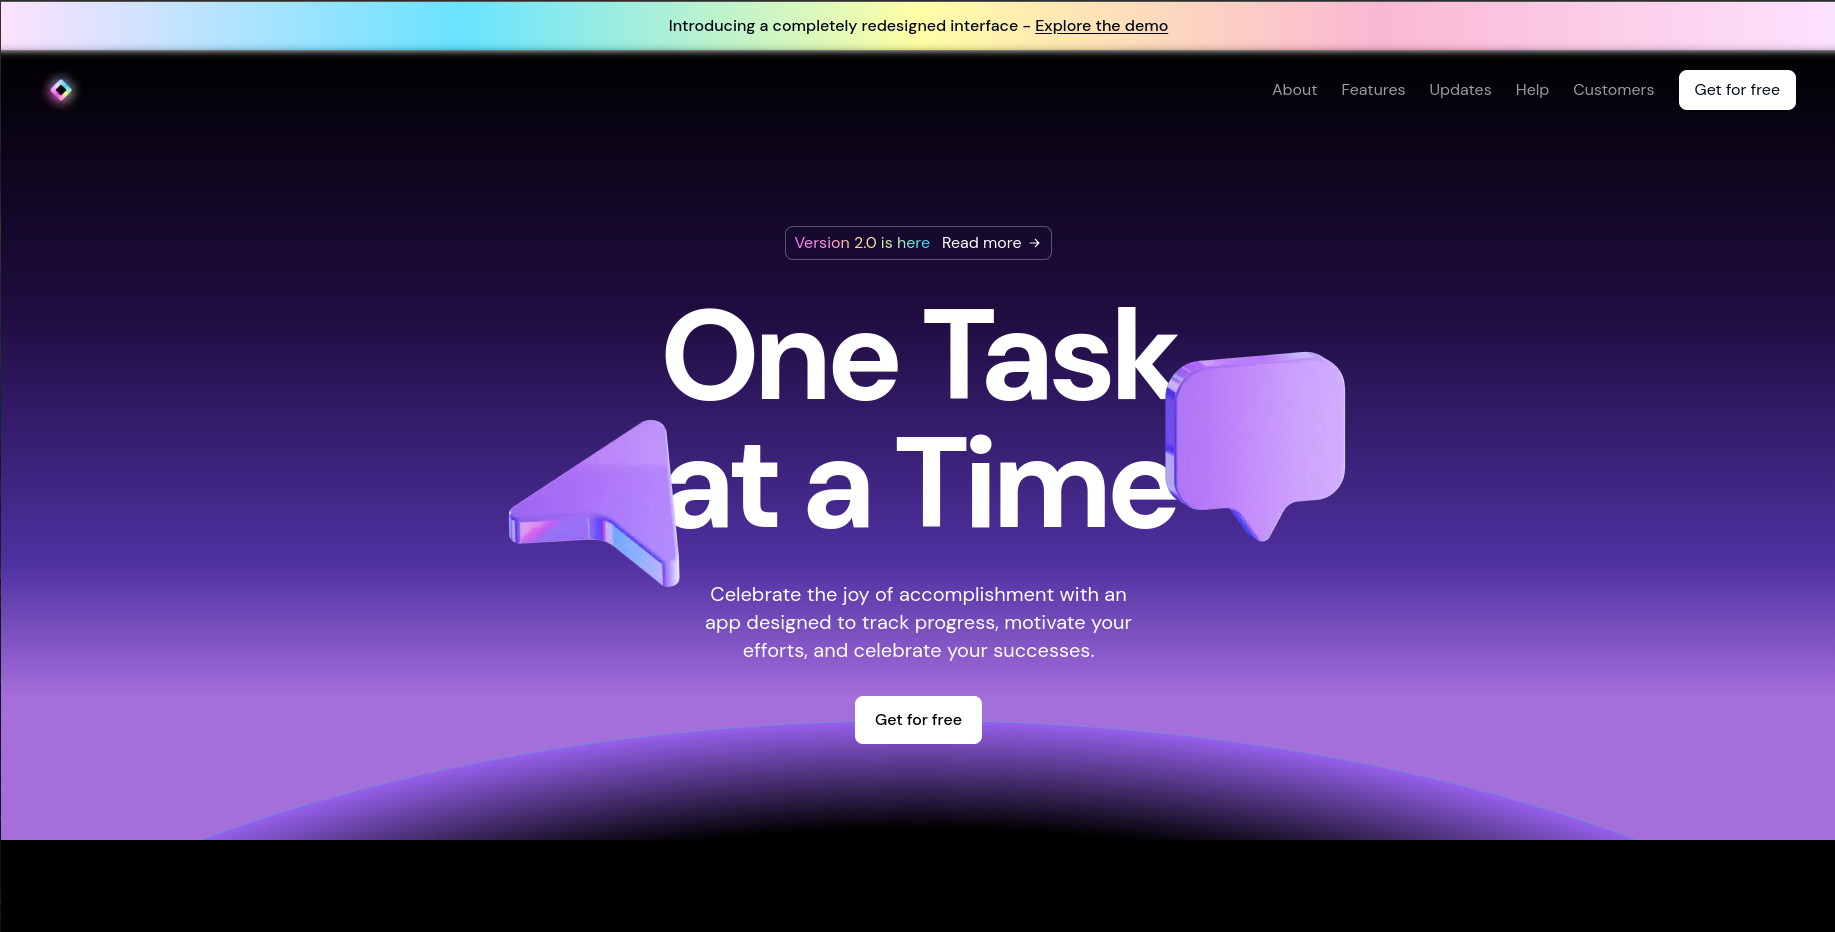 Introducing a completely redesigned interface - Explore the demo
About Features Updates Help Customers Get for free
Version 2.0 is here Read more →
One Task
at a Time
Celebrate the joy of accomplishment with an
app designed to track progress, motivate your
efforts, and celebrate your successes.
Get for free